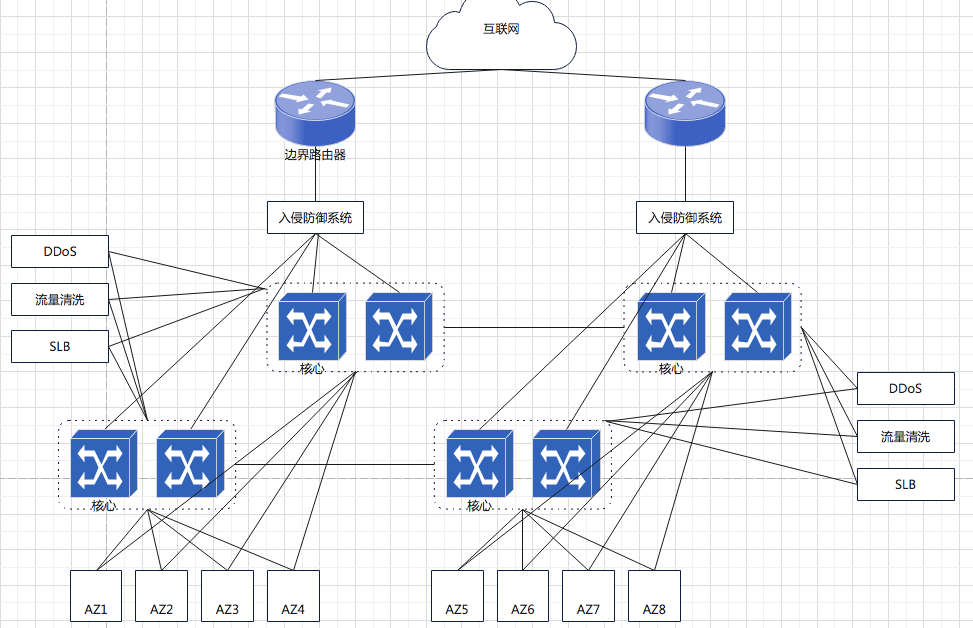 互联网
边界路由器
入侵防御系统
入侵防御系统
DDoS
流量清洗
SLB
核心
核心
DDoS
流量清洗
SLB
核心
核心
AZ1
AZ2
AZ3
AZ4
AZ5
AZ6
AZ7
AZ8